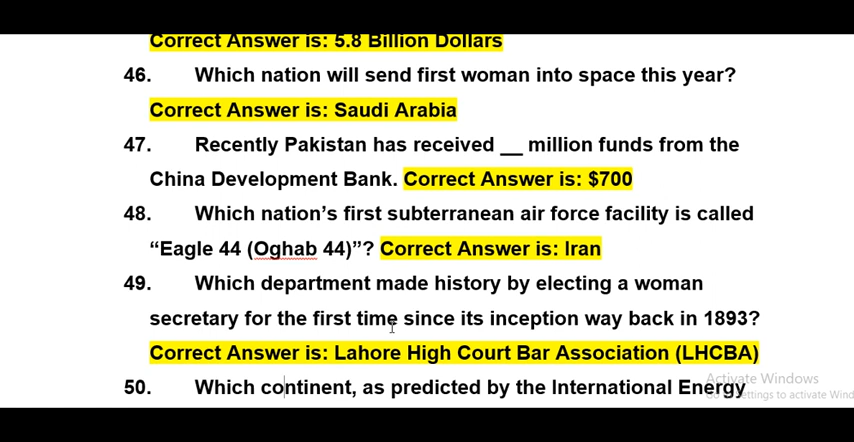 Correct Answer is: 5.8 Billion Dollars
46. Which nation will send first woman into space this year?
Correct Answer is: Saudi Arabia
47. Recently Pakistan has received __ million funds from the
China Development Bank. Correct Answer is: $700
48. Which nation’s first subterranean air force facility is called
“Eagle 44 (Oghab 44)”? Correct Answer is: Iran
49. Which department made history by electing a woman
secretary for the first time since its inception way back in 1893?
Correct Answer is: Lahore High Court Bar Association (LHCBA)
Activate Windows
50. Which continent, as predicted by the International Energy
ettings to activate Wind